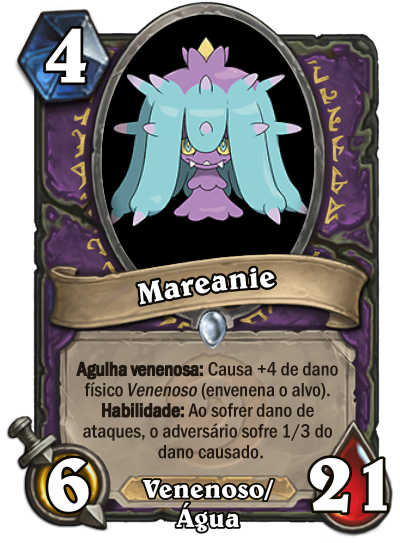 4
Mareanie
Agulha venenosa: Causa +4 de dano
físico Venenoso (envenena o alvo).
Habilidade: Ao sofrer dano de
ataques, o adversário sofre 1/3 do
dano causado.
6
Venenoso/
Água
21